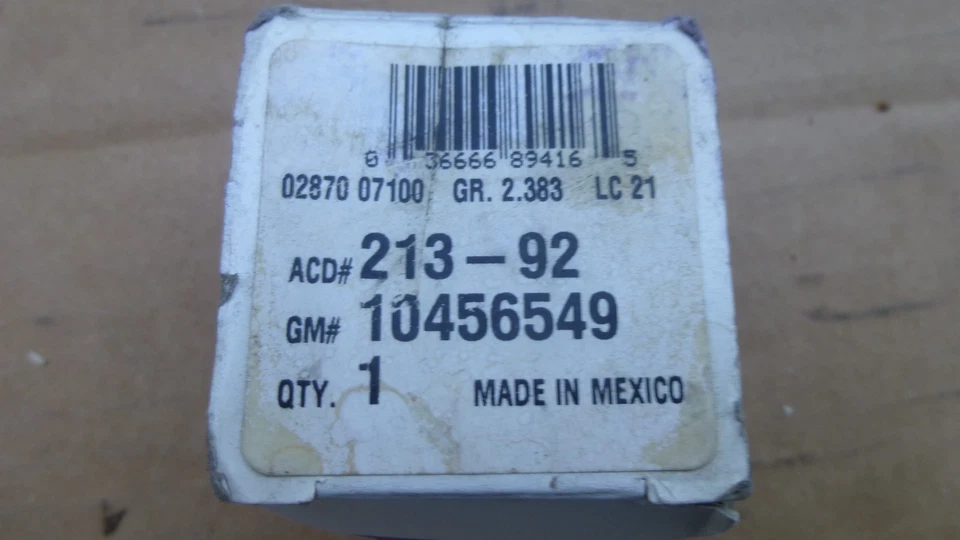 0 36666 89416 5
02870 07100 GR. 2.383 LC 21
ACD# 213-92
GM# 10456549
QTY. 1 MADE IN MEXICO